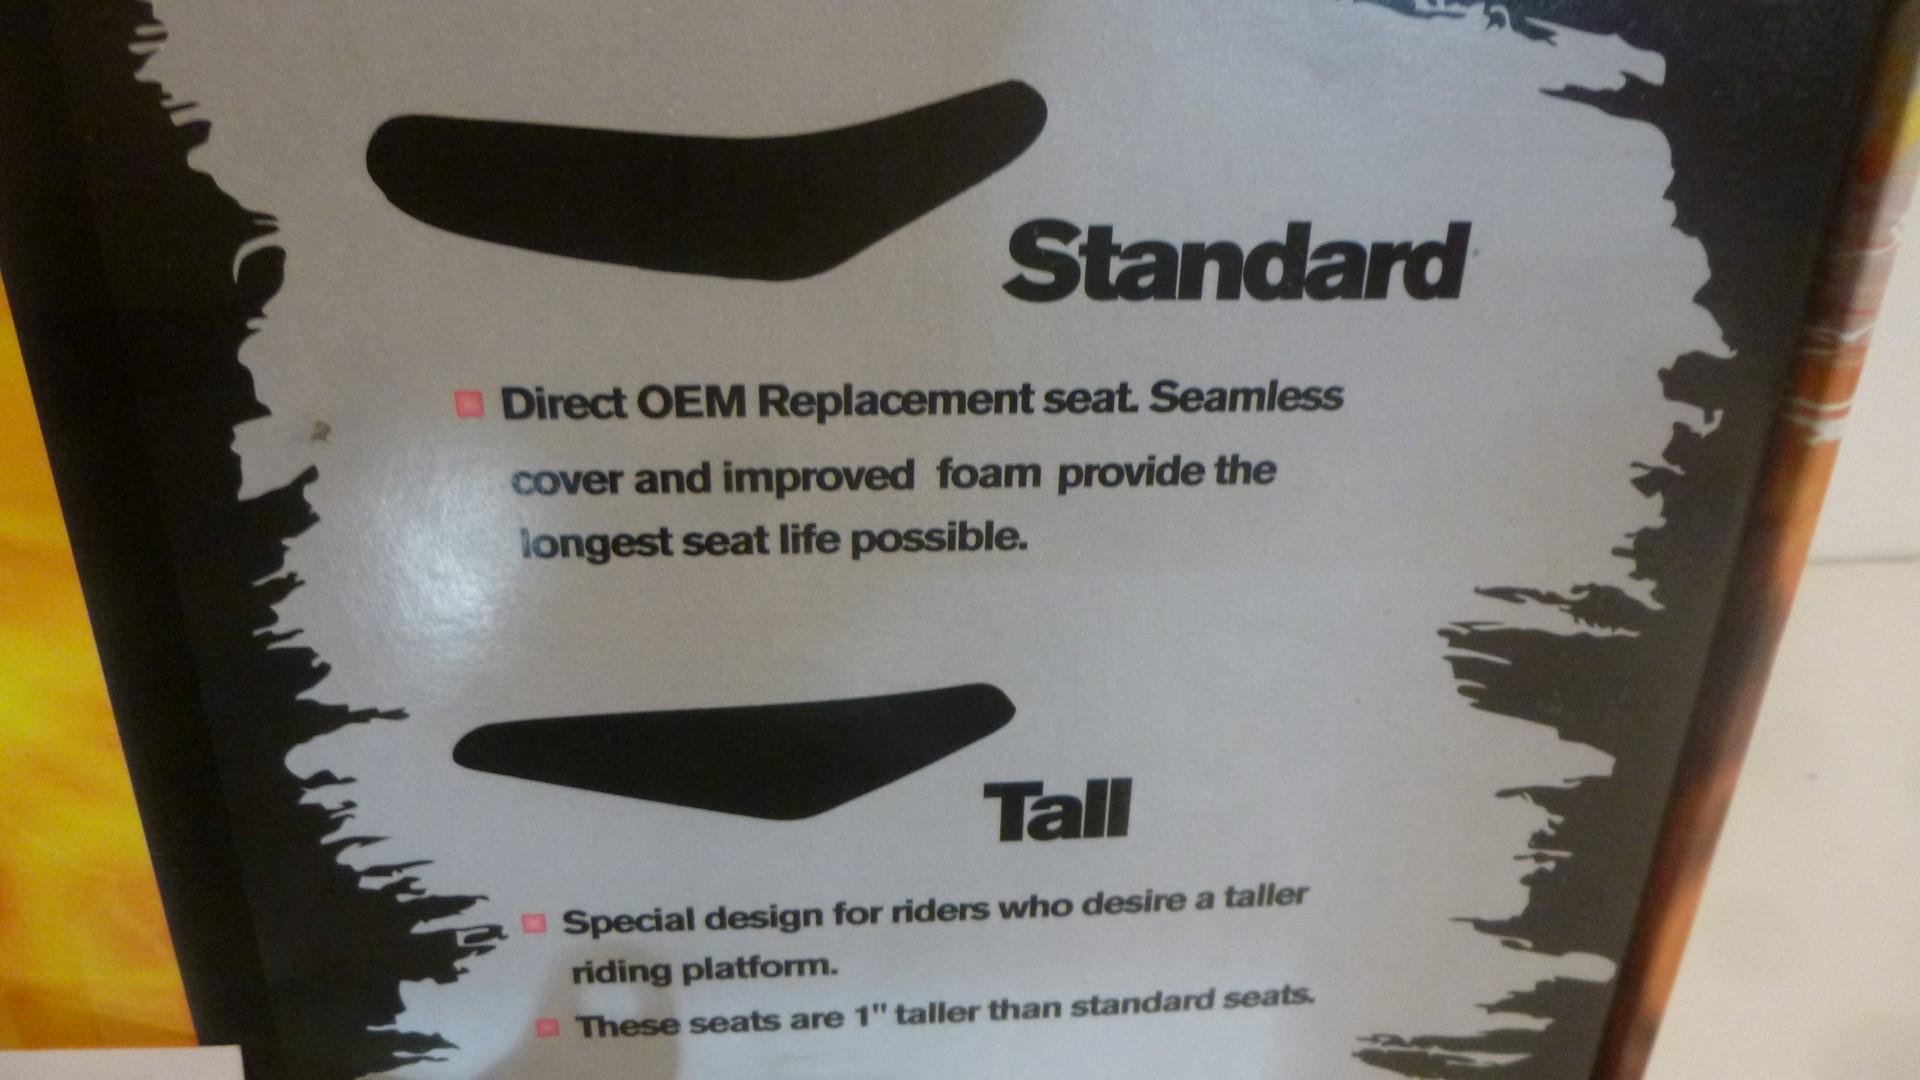 Standard
Direct OEM Replacement seat. Seamless
cover and improved foam provide the
longest seat life possible.
Tall
Special design for riders who desire a taller
riding platform.
These seats are 1" taller than standard seats.